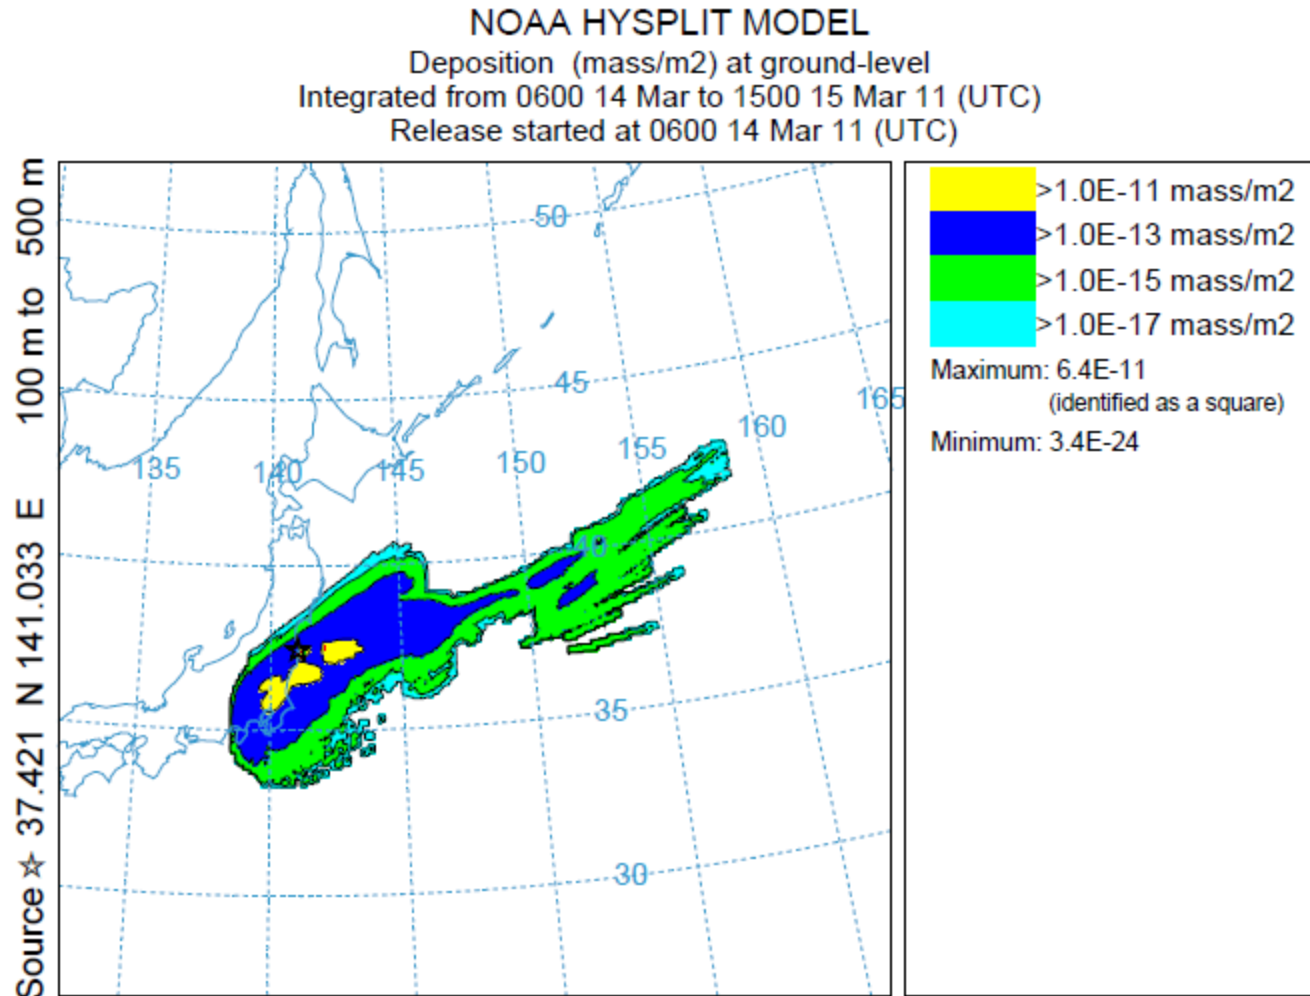 NOAA HYSPLIT MODEL
Deposition (mass/m2) at ground-level
Integrated from 0600 14 Mar to 1500 15 Mar 11 (UTC)
Release started at 0600 14 Mar 11 (UTC)
Source ☆ 37.421 N 141.033 E 100 m to 500 m
50
45
165
160
155
150
145
140
135
40
35
30
>1.0E-11 mass/m2
>1.0E-13 mass/m2
>1.0E-15 mass/m2
>1.0E-17 mass/m2
Maximum: 6.4E-11
(identified as a square)
Minimum: 3.4E-24